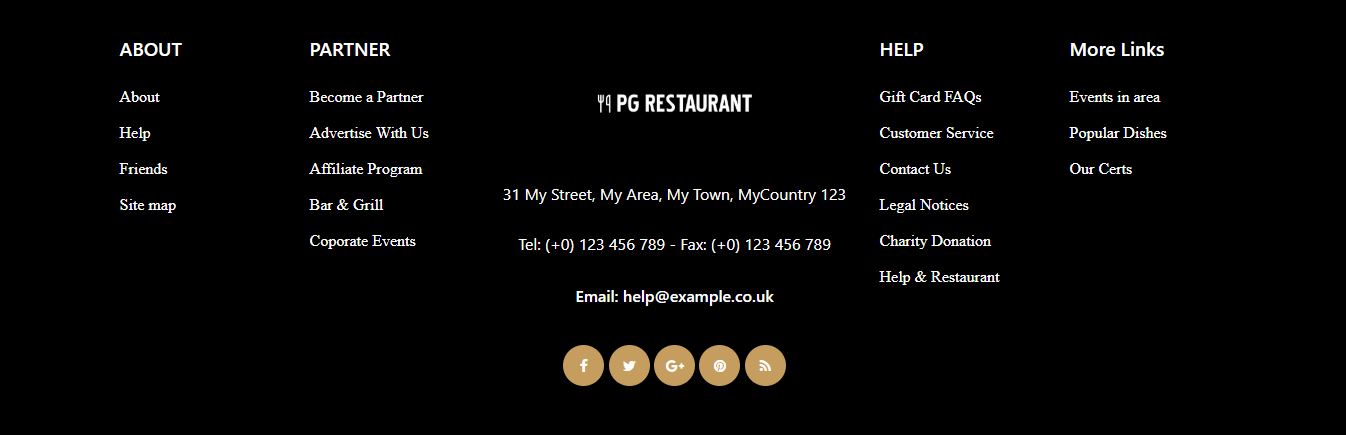 ABOUT
About
Help
Friends
Site map
PARTNER
Become a Partner
Advertise With Us
Affiliate Program
Bar & Grill
Coporate Events
PG RESTAURANT
31 My Street, My Area, My Town, MyCountry 123
Tel: (+0) 123 456 789 - Fax: (+0) 123 456 789
Email: help@example.co.uk
HELP
Gift Card FAQs
Customer Service
Contact Us
Legal Notices
Charity Donation
Help & Restaurant
More Links
Events in area
Popular Dishes
Our Certs